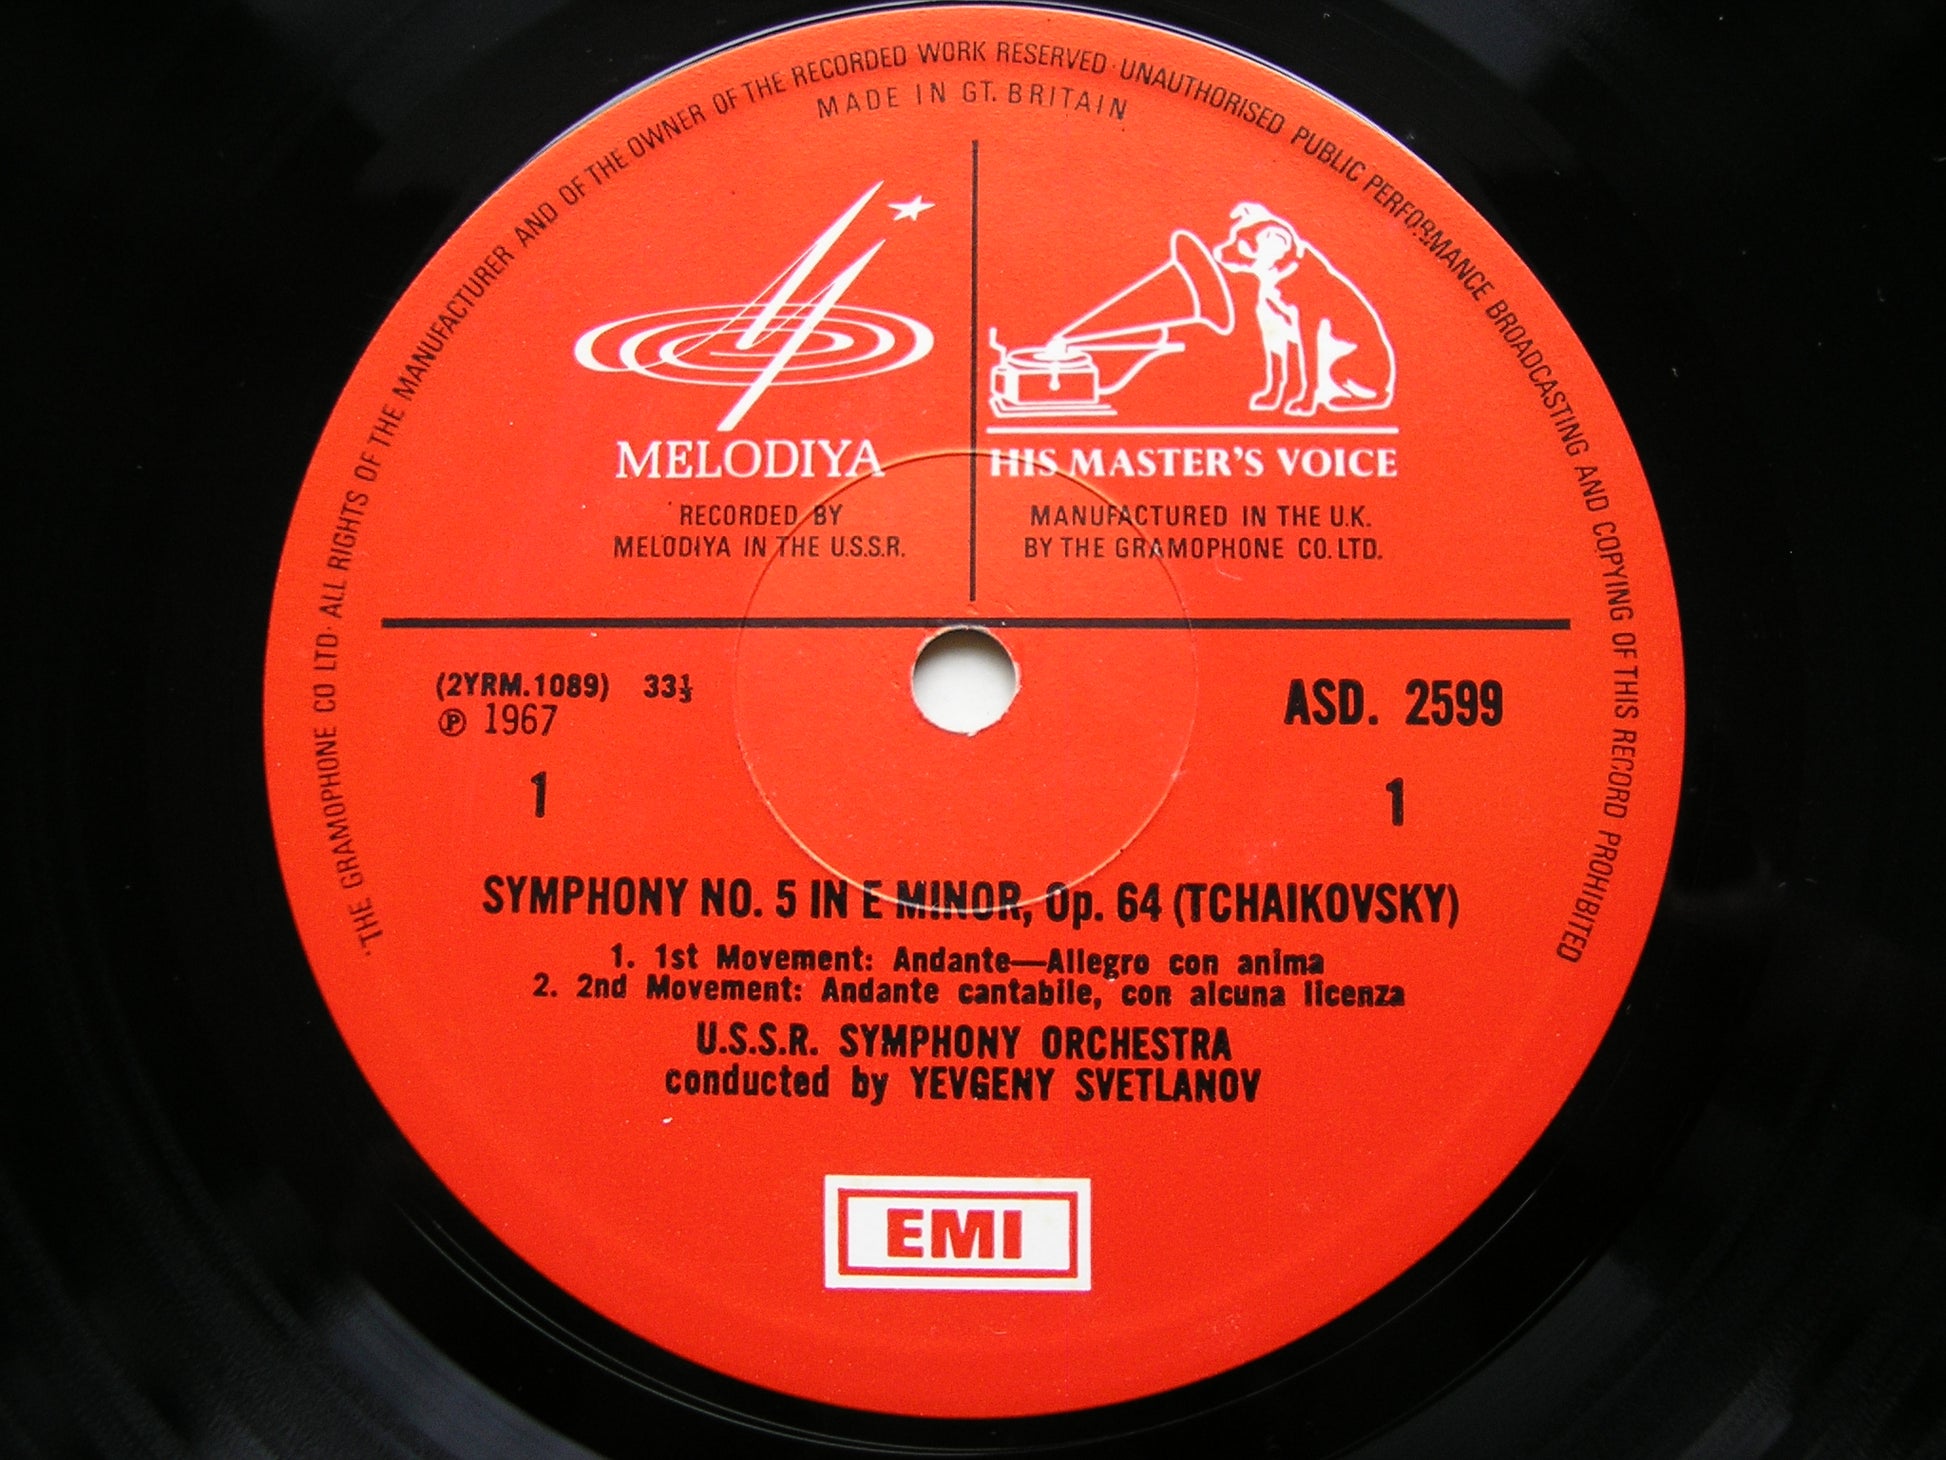 ·THE GRAMOPHONE CO LTD· ALL RIGHTS OF THE MANUFACTURER AND OF THE OWNER OF THE RECORDED WORK RESERVED·UNAUTHORISED PUBLIC PERFORMANCE BROADCASTING AND COPYING OF THIS RECORD PROHIBITED
MADE IN GT. BRITAIN
MELODIYA
RECORDED BY
MELODIYA IN THE U.S.S.R.
HIS MASTER'S VOICE
MANUFACTURED IN THE U.K.
BY THE GRAMOPHONE CO. LTD.
(2YRM.1089) 33⅓
℗ 1967
ASD. 2599
1
1
SYMPHONY NO. 5 IN E MINOR, Op. 64 (TCHAIKOVSKY)
1. 1st Movement: Andante—Allegro con anima
2. 2nd Movement: Andante cantabile, con alcuna licenza
U.S.S.R. SYMPHONY ORCHESTRA
conducted by YEVGENY SVETLANOV
EMI